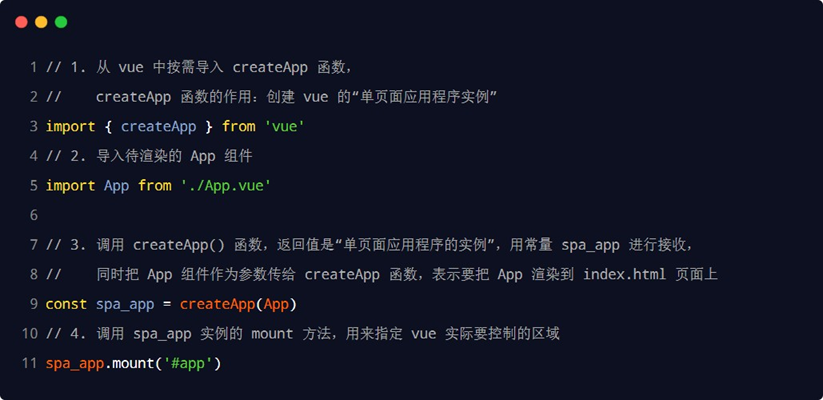 1 // 1. 从 vue 中按需导入 createApp 函数，
2 //    createApp 函数的作用：创建 vue 的“单页面应用程序实例”
3 import { createApp } from 'vue'
4 // 2. 导入待渲染的 App 组件
5 import App from './App.vue'
6
7 // 3. 调用 createApp() 函数，返回值是“单页面应用程序的实例”，用常量 spa_app 进行接收，
8 //    同时把 App 组件作为参数传给 createApp 函数，表示要把 App 渲染到 index.html 页面上
9 const spa_app = createApp(App)
10 // 4. 调用 spa_app 实例的 mount 方法，用来指定 vue 实际要控制的区域
11 spa_app.mount('#app')